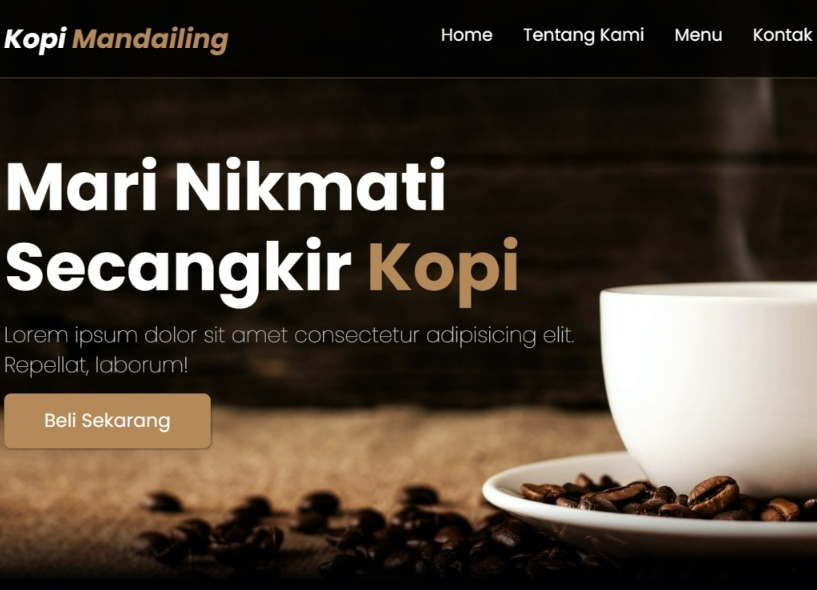 Kopi Mandailing
Home Tentang Kami Menu Kontak
Mari Nikmati
Secangkir Kopi
Lorem ipsum dolor sit amet consectetur adipisicing elit.
Repellat, laborum!
Beli Sekarang